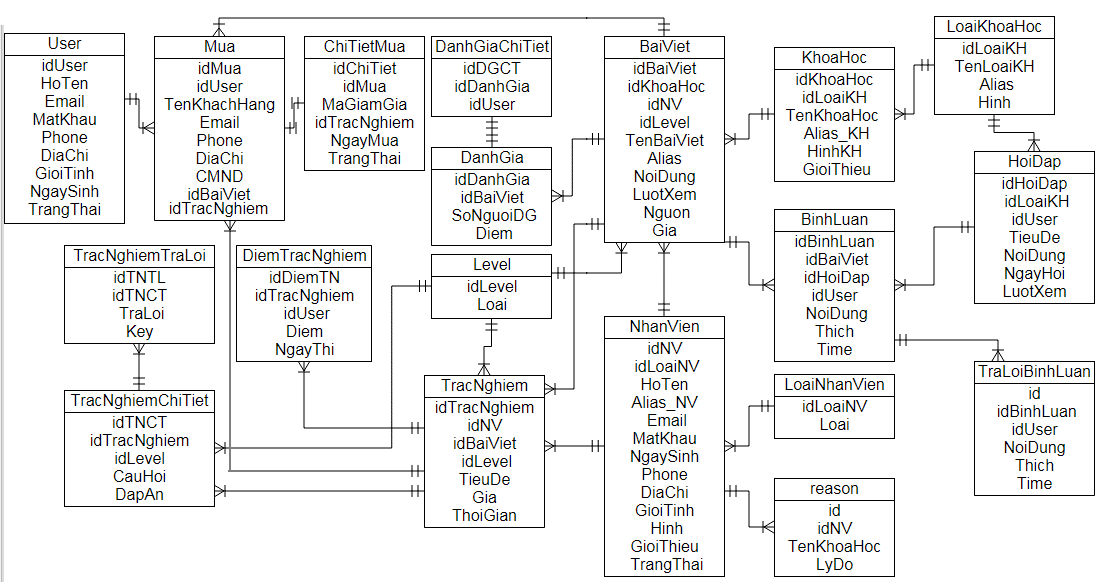 User
idUser
HoTen
Email
MatKhau
Phone
DiaChi
GioiTinh
NgaySinh
TrangThai
Mua
idMua
idUser
TenKhachHang
Email
Phone
DiaChi
CMND
idBaiViet
idTracNghiem
ChiTietMua
idChiTiet
idMua
MaGiamGia
idTracNghiem
NgayMua
TrangThai
DanhGiaChiTiet
idDGCT
idDanhGia
idUser
DanhGia
idDanhGia
idBaiViet
SoNguoiDG
Diem
BaiViet
idBaiViet
idKhoaHoc
idNV
idLevel
TenBaiViet
Alias
NoiDung
LuotXem
Nguon
Gia
KhoaHoc
idKhoaHoc
idLoaiKH
TenKhoaHoc
Alias_KH
HinhKH
GioiThieu
LoaiKhoaHoc
idLoaiKH
TenLoaiKH
Alias
Hinh
HoiDap
idHoiDap
idLoaiKH
idUser
TieuDe
NoiDung
NgayHoi
LuotXem
TracNghiemTraLoi
idTNTL
idTNCT
TraLoi
Key
DiemTracNghiem
idDiemTN
idTracNghiem
idUser
Diem
NgayThi
Level
idLevel
Loai
BinhLuan
idBinhLuan
idBaiViet
idHoiDap
idUser
NoiDung
Thich
Time
TracNghiemChiTiet
idTNCT
idTracNghiem
idLevel
CauHoi
DapAn
TracNghiem
idTracNghiem
idNV
idBaiViet
idLevel
TieuDe
Gia
ThoiGian
NhanVien
idNV
idLoaiNV
HoTen
Alias_NV
Email
MatKhau
NgaySinh
Phone
DiaChi
GioiTinh
Hinh
GioiThieu
TrangThai
LoaiNhanVien
idLoaiNV
Loai
TraLoiBinhLuan
id
idBinhLuan
idUser
NoiDung
Thich
Time
reason
id
idNV
TenKhoaHoc
LyDo